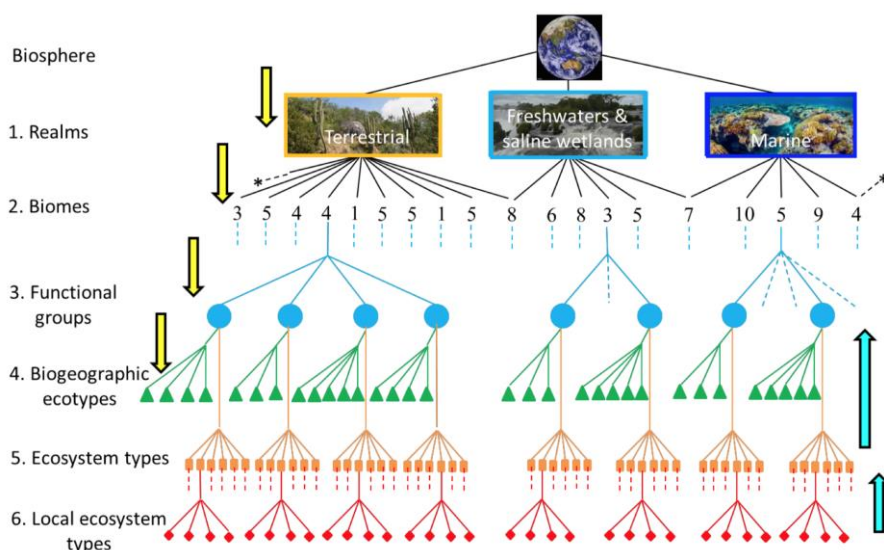 Biosphere
1. Realms
Terrestrial
Freshwaters &
saline wetlands
Marine
*
*
2. Biomes
3 5 4 4 1 5 5 1 5 8 6 8 3 5 7 10 5 9 4
3. Functional
groups
4. Biogeographic
ecotypes
5. Ecosystem types
6. Local ecosystem
types